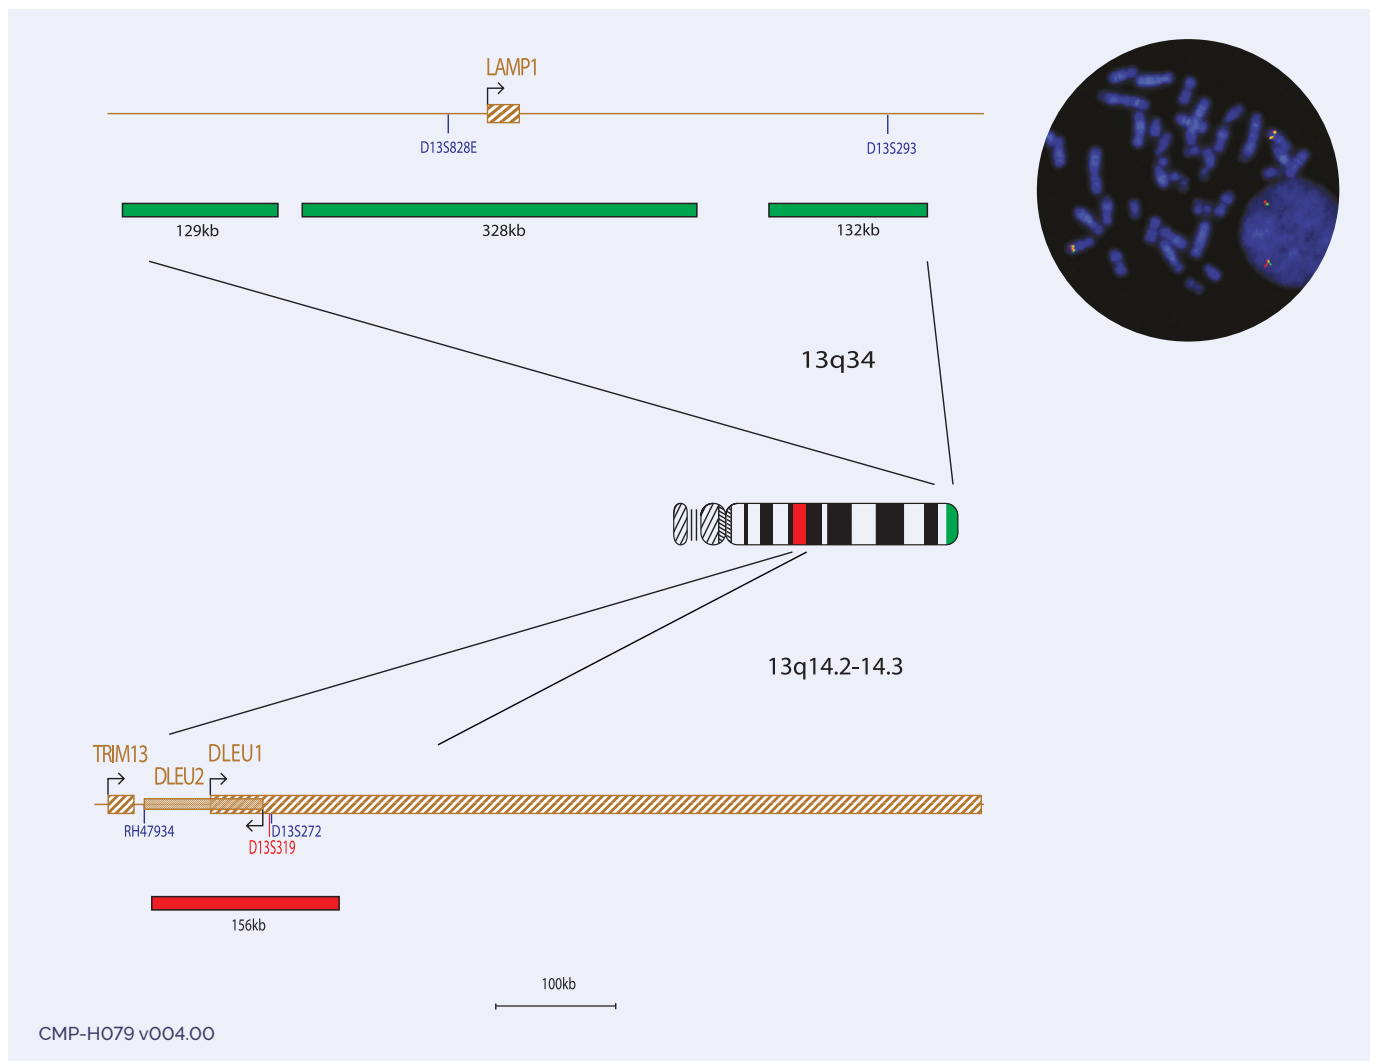 LAMP1
D13S828E
D13S293
129kb
328kb
132kb
13q34
13q14.2-14.3
TRIM13
DLEU1
DLEU2
RH47934
D13S272
D13S319
156kb
100kb
CMP-H079 v004.00